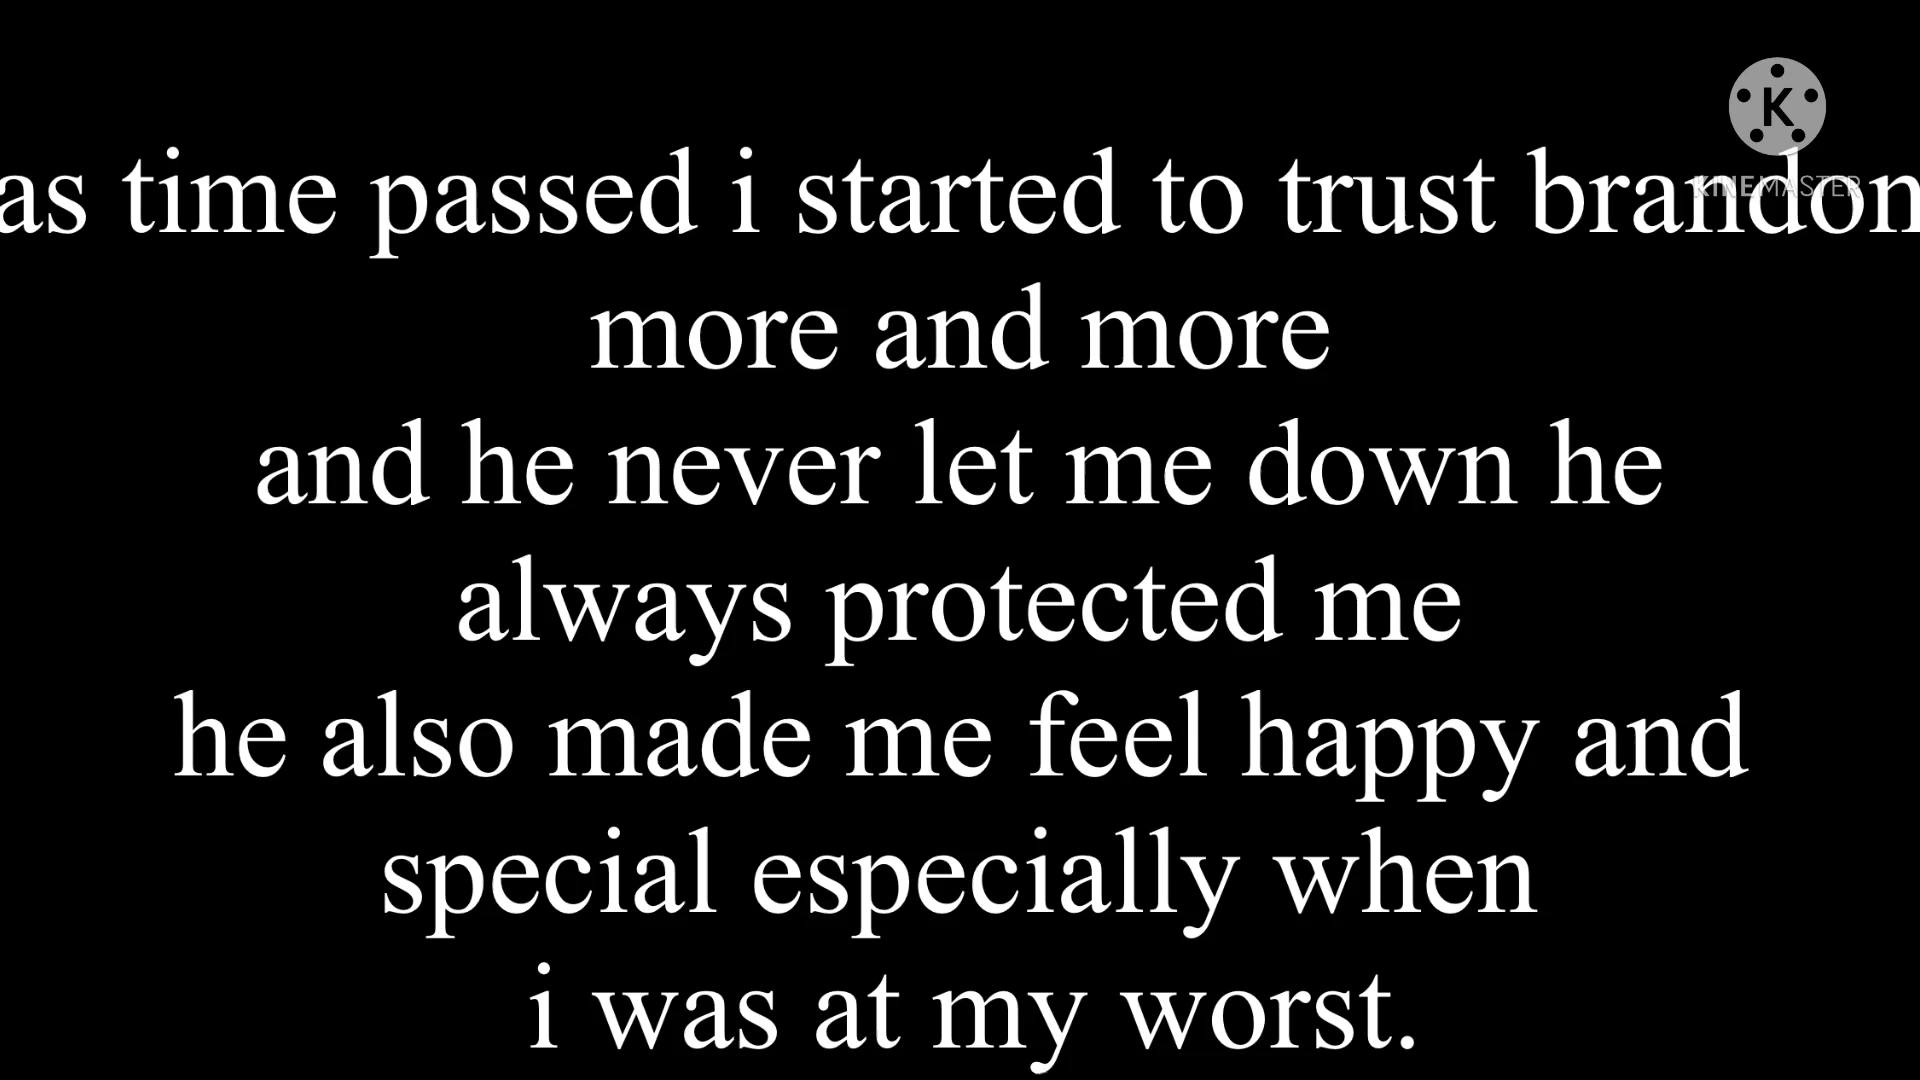 K
KINEMASTER
as time passed i started to trust brandon
more and more
and he never let me down he
always protected me
he also made me feel happy and
special especially when
i was at my worst.